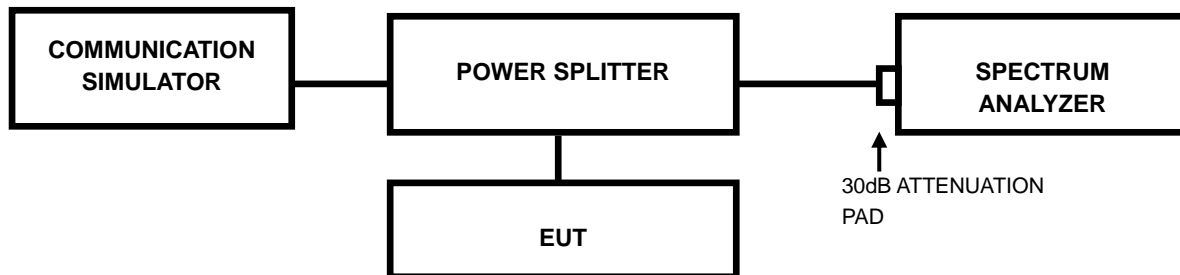 COMMUNICATION
SIMULATOR
POWER SPLITTER
SPECTRUM
ANALYZER
30dB ATTENUATION
PAD
EUT